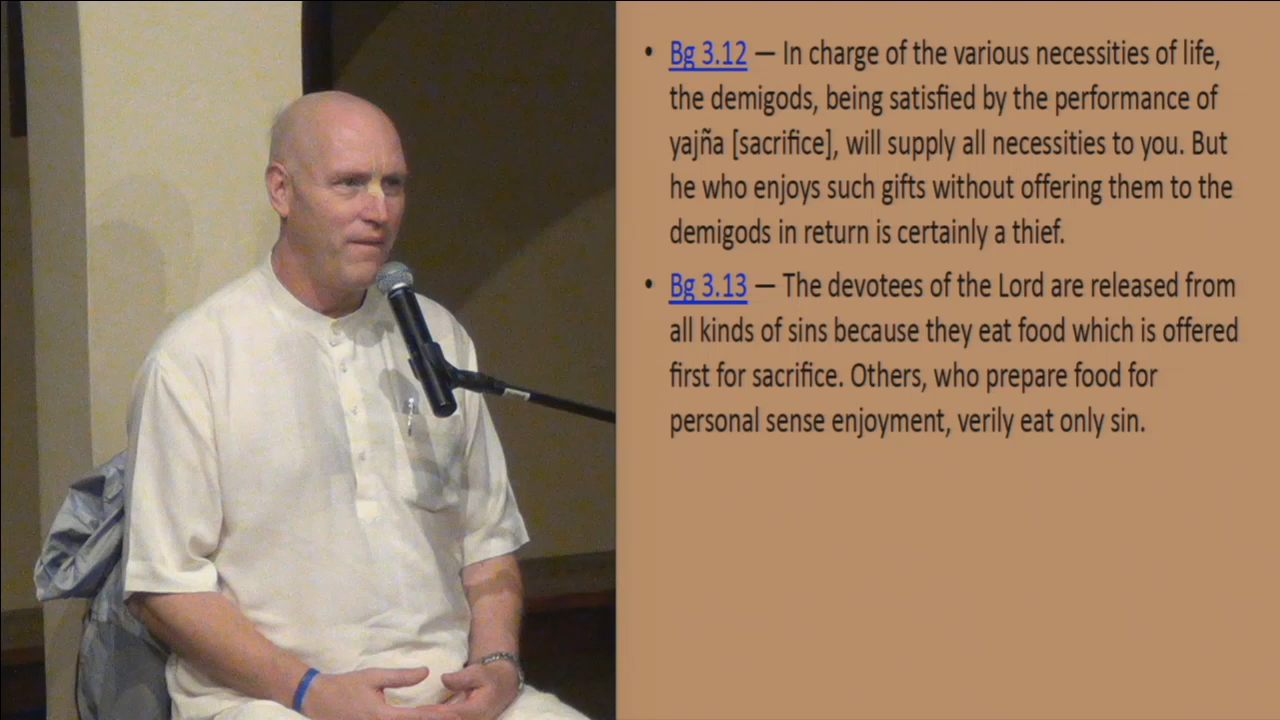 • Bg 3.12 — In charge of the various necessities of life,
the demigods, being satisfied by the performance of
yajña [sacrifice], will supply all necessities to you. But
he who enjoys such gifts without offering them to the
demigods in return is certainly a thief.
• Bg 3.13 — The devotees of the Lord are released from
all kinds of sins because they eat food which is offered
first for sacrifice. Others, who prepare food for
personal sense enjoyment, verily eat only sin.